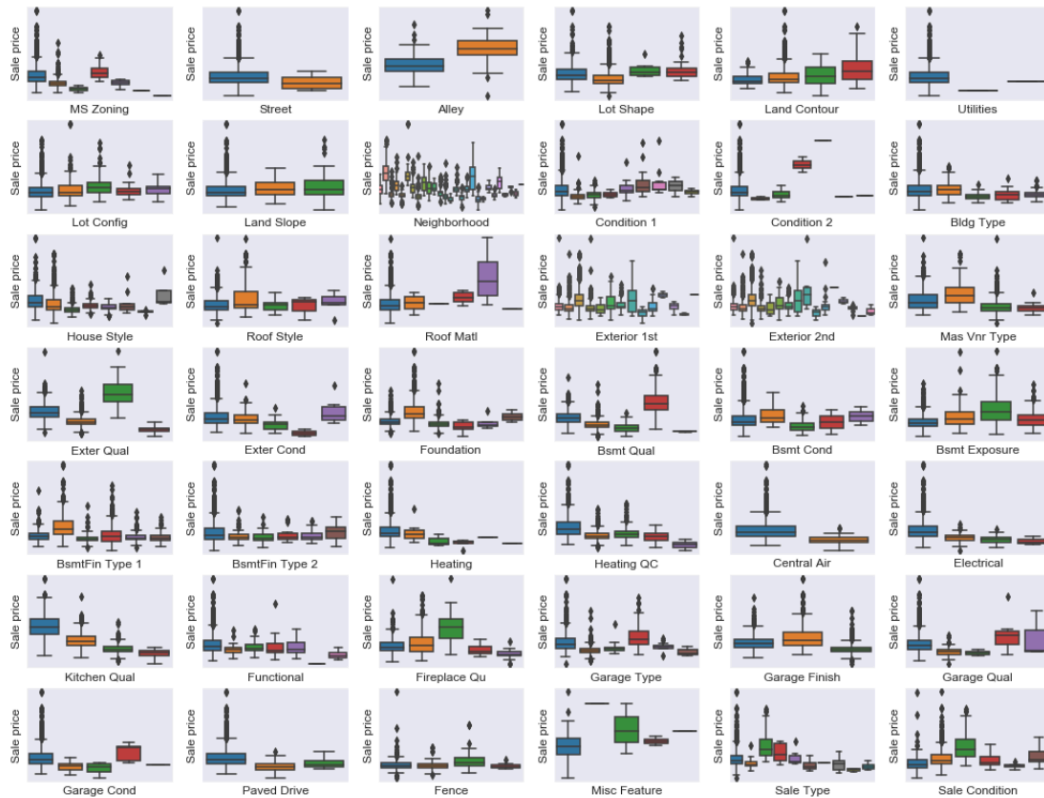 Sale price Sale price Sale price Sale price Sale price Sale price
MS Zoning Street Alley Lot Shape Land Contour Utilities
Sale price Sale price Sale price Sale price Sale price Sale price
Lot Config Land Slope Neighborhood Condition 1 Condition 2 Bldg Type
Sale price Sale price Sale price Sale price Sale price Sale price
House Style Roof Style Roof Matl Exterior 1st Exterior 2nd Mas Vnr Type
Sale price Sale price Sale price Sale price Sale price Sale price
Exter Qual Exter Cond Foundation Bsmt Qual Bsmt Cond Bsmt Exposure
Sale price Sale price Sale price Sale price Sale price Sale price
BsmtFin Type 1 BsmtFin Type 2 Heating Heating QC Central Air Electrical
Sale price Sale price Sale price Sale price Sale price Sale price
Kitchen Qual Functional Fireplace Qu Garage Type Garage Finish Garage Qual
Sale price Sale price Sale price Sale price Sale price Sale price
Garage Cond Paved Drive Fence Misc Feature Sale Type Sale Condition